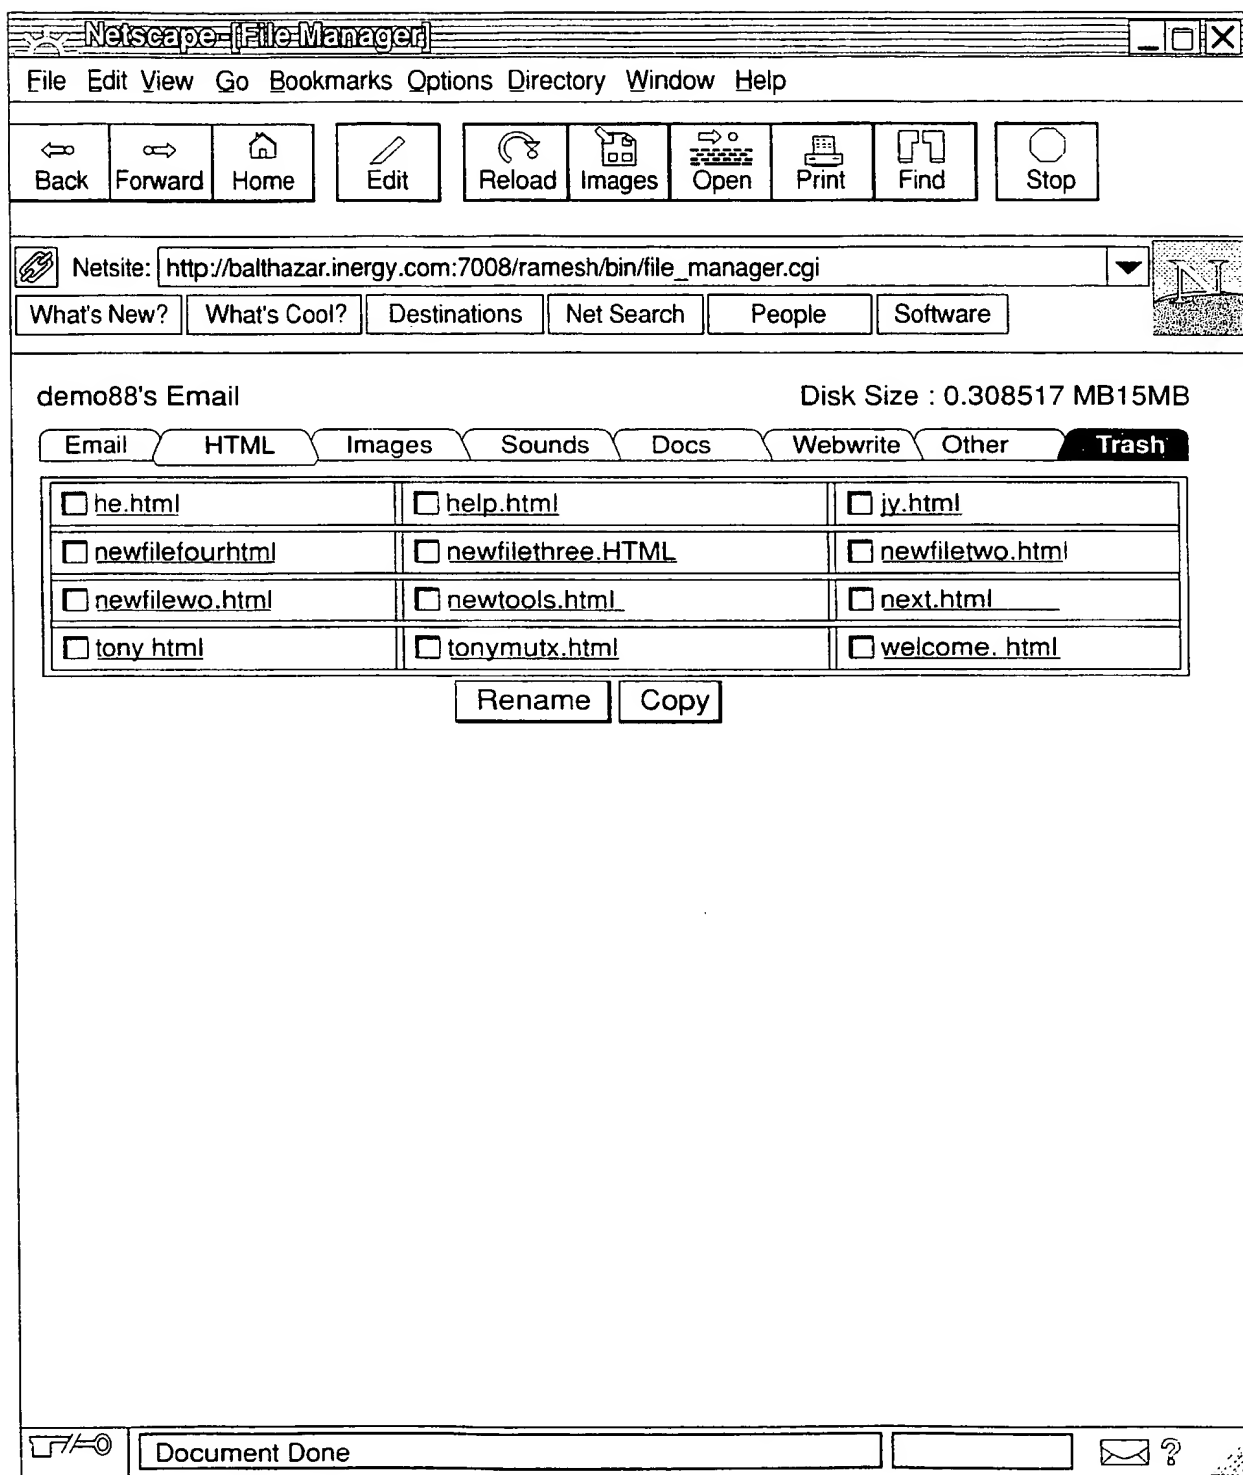 Netscape-[File Manager]
File Edit View Go Bookmarks Options Directory Window Help
Back Forward Home Edit Reload Images Open Print Find Stop
Netsite: http://balthazar.inergy.com:7008/ramesh/bin/file_manager.cgi
N
What's New? What's Cool? Destinations Net Search People Software
demo88's Email Disk Size : 0.308517 MB15MB
Email HTML Images Sounds Docs Webwrite Other Trash
he.html help.html jy.html
newfilefourhtml newfilethree.HTML newfiletwo.html
newfilewo.html newtools.html next.html
tony html tonymutx.html welcome. html
Rename Copy
Document Done ?